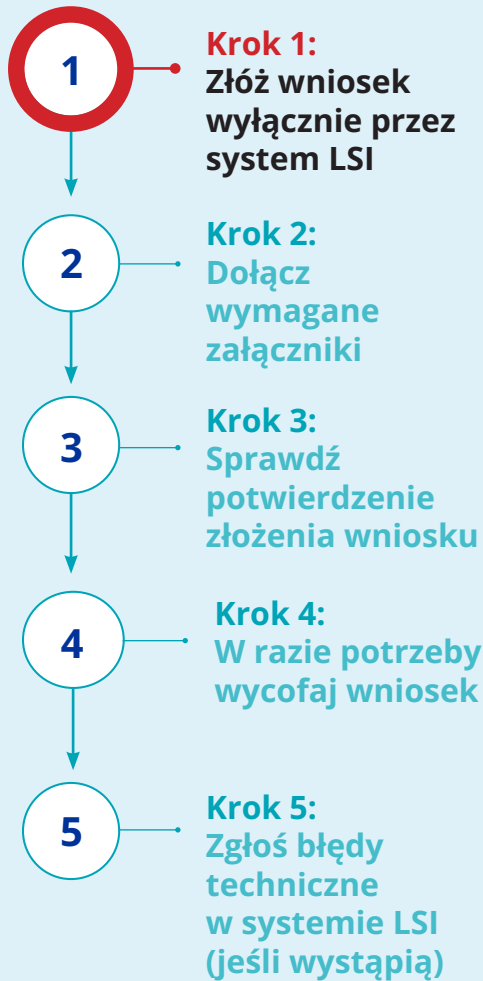 1
Krok 1:
Złóż wniosek
wyłącznie przez
system LSI
2
Krok 2:
Dołącz
wymagane
załączniki
3
Krok 3:
Sprawdź
potwierdzenie
złożenia wniosku
4
Krok 4:
W razie potrzeby
wycofaj wniosek
5
Krok 5:
Zgłoś błędy
techniczne
w systemie LSI
(jeśli wystąpią)